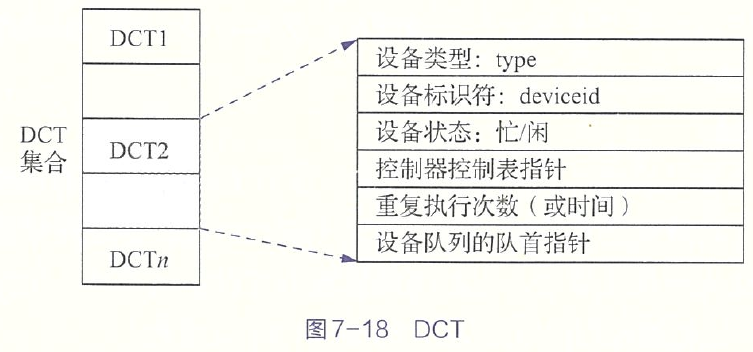 DCT1
DCT2
DCTn
DCT
集合
设备类型：type
设备标识符：deviceid
设备状态：忙/闲
控制器控制表指针
重复执行次数（或时间）
设备队列的队首指针
图7-18 DCT